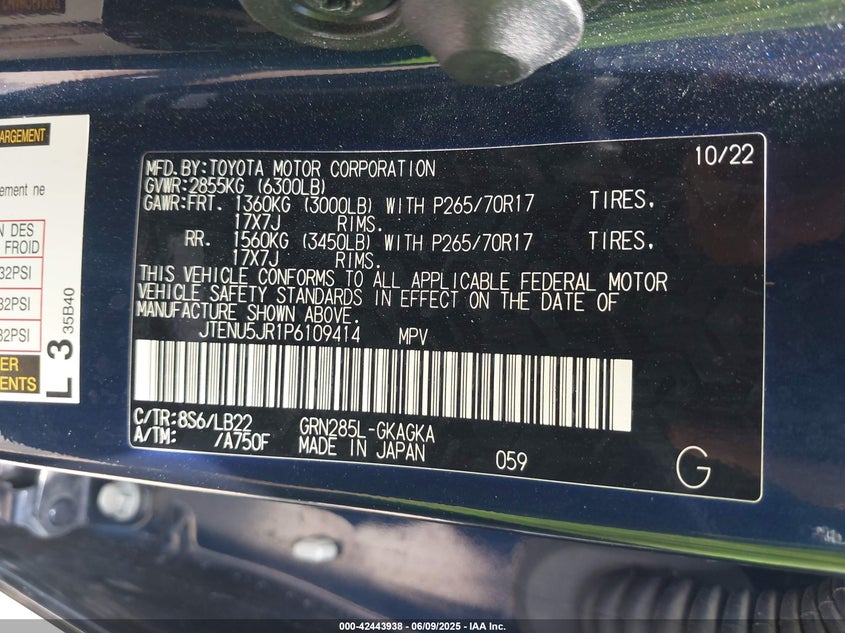 ARGEMENT
gement ne
N DES
FROID
32PSI
32PSI
32PSI
ER
ENTS
L 3
35B40
10/22
MFD.BY:TOYOTA MOTOR CORPORATION
GVWR:2855KG (6300LB)
GAWR:FRT. 1360KG (3000LB) WITH P265/70R17 TIRES,
17X7J RIMS.
RR. 1560KG (3450LB) WITH P265/70R17 TIRES,
17X7J RIMS.
THIS VEHICLE CONFORMS TO ALL APPLICABLE FEDERAL MOTOR
VEHICLE SAFETY STANDARDS IN EFFECT ON THE DATE OF
MANUFACTURE SHOWN ABOVE.
JTENU5JR1P6109414 MPV
C/TR:8S6/LB22 GRN285L-GKAGKA
A/TM: /A750F MADE IN JAPAN 059
G
000-42443938 - 06/09/2025 - IAA Inc.